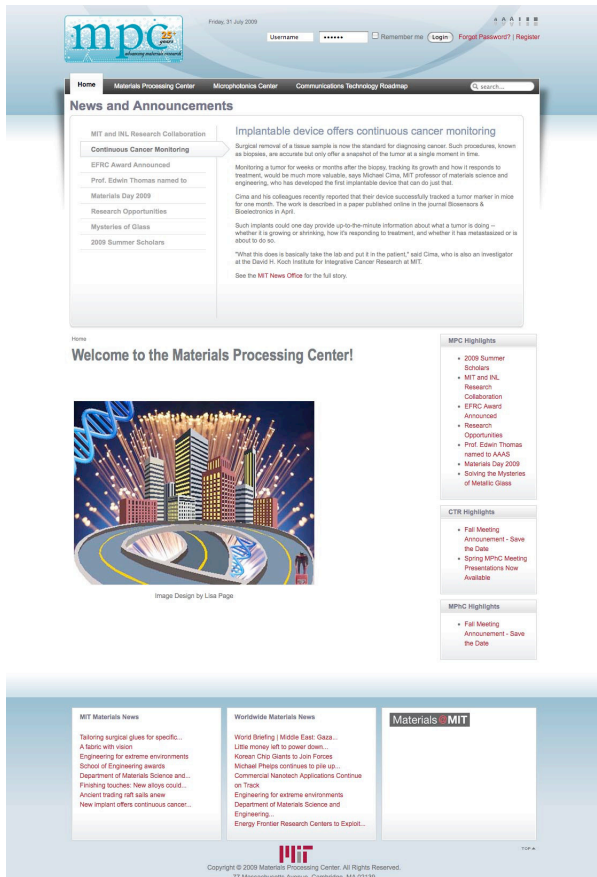 mpc
25
years
advancing materials research
Friday, 31 July 2009
A A A
Username
••••••
Remember me
Login
Forgot Password? | Register
Home
Materials Processing Center
Microphotonics Center
Communications Technology Roadmap
search...
News and Announcements
MIT and INL Research Collaboration
Continuous Cancer Monitoring
EFRC Award Announced
Prof. Edwin Thomas named to
Materials Day 2009
Research Opportunities
Mysteries of Glass
2009 Summer Scholars
Implantable device offers continuous cancer monitoring
Surgical removal of a tissue sample is now the standard for diagnosing cancer. Such procedures, known
as biopsies, are accurate but only offer a snapshot of the tumor at a single moment in time.
Monitoring a tumor for weeks or months after the biopsy, tracking its growth and how it responds to
treatment, would be much more valuable, says Michael Cima, MIT professor of materials science and
engineering, who has developed the first implantable device that can do just that.
Cima and his colleagues recently reported that their device successfully tracked a tumor marker in mice
for one month. The work is described in a paper published online in the journal Biosensors &
Bioelectronics in April.
Such implants could one day provide up-to-the-minute information about what a tumor is doing --
whether it is growing or shrinking, how it's responding to treatment, and whether it has metastasized or is
about to do so.
"What this does is basically take the lab and put it in the patient," said Cima, who is also an investigator
at the David H. Koch Institute for Integrative Cancer Research at MIT.
See the MIT News Office for the full story.
Home
Welcome to the Materials Processing Center!
Image Design by Lisa Page
MPC Highlights
2009 Summer
Scholars
MIT and INL
Research
Collaboration
EFRC Award
Announced
Research
Opportunities
Prof. Edwin Thomas
named to AAAS
Materials Day 2009
Solving the Mysteries
of Metallic Glass
CTR Highlights
Fall Meeting
Announement - Save
the Date
Spring MPhC Meeting
Presentations Now
Available
MPhC Highlights
Fall Meeting
Announement - Save
the Date
MIT Materials News
Tailoring surgical glues for specific...
A fabric with vision
Engineering for extreme environments
School of Engineering awards
Department of Materials Science and...
Finishing touches: New alloys could...
Ancient trading raft sails anew
New implant offers continuous cancer...
Worldwide Materials News
World Briefing | Middle East: Gaza...
Little money left to power down...
Korean Chip Giants to Join Forces
Michael Phelps continues to pile up...
Commercial Nanotech Applications Continue
on Track
Engineering for extreme environments
Department of Materials Science and
Engineering...
Energy Frontier Research Centers to Exploit...
Materials@MIT
TOP
Copyright © 2009 Materials Processing Center. All Rights Reserved.
77 Massachusetts Avenue, Cambridge, MA 02139